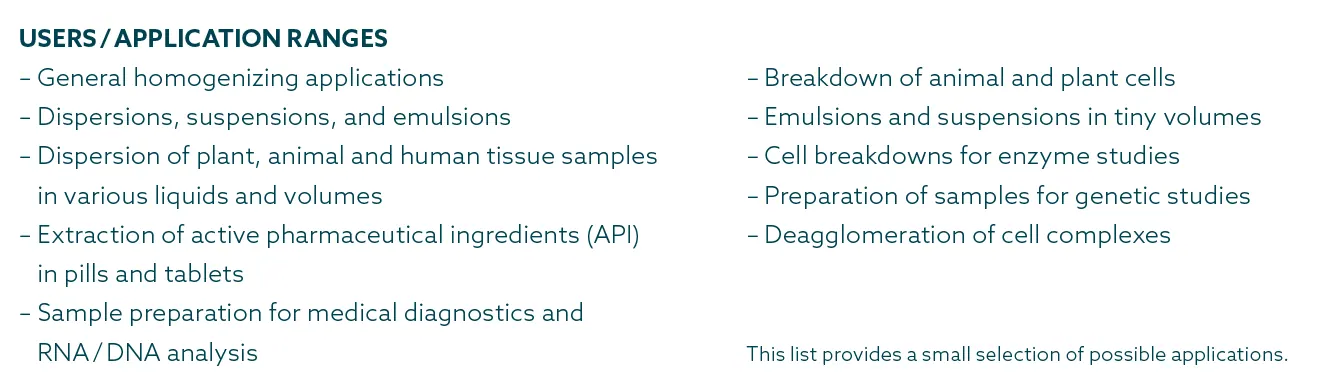 USERS / APPLICATION RANGES
– General homogenizing applications
– Dispersions, suspensions, and emulsions
– Dispersion of plant, animal and human tissue samples
in various liquids and volumes
– Extraction of active pharmaceutical ingredients (API)
in pills and tablets
– Sample preparation for medical diagnostics and
RNA / DNA analysis
– Breakdown of animal and plant cells
– Emulsions and suspensions in tiny volumes
– Cell breakdowns for enzyme studies
– Preparation of samples for genetic studies
– Deagglomeration of cell complexes
This list provides a small selection of possible applications.